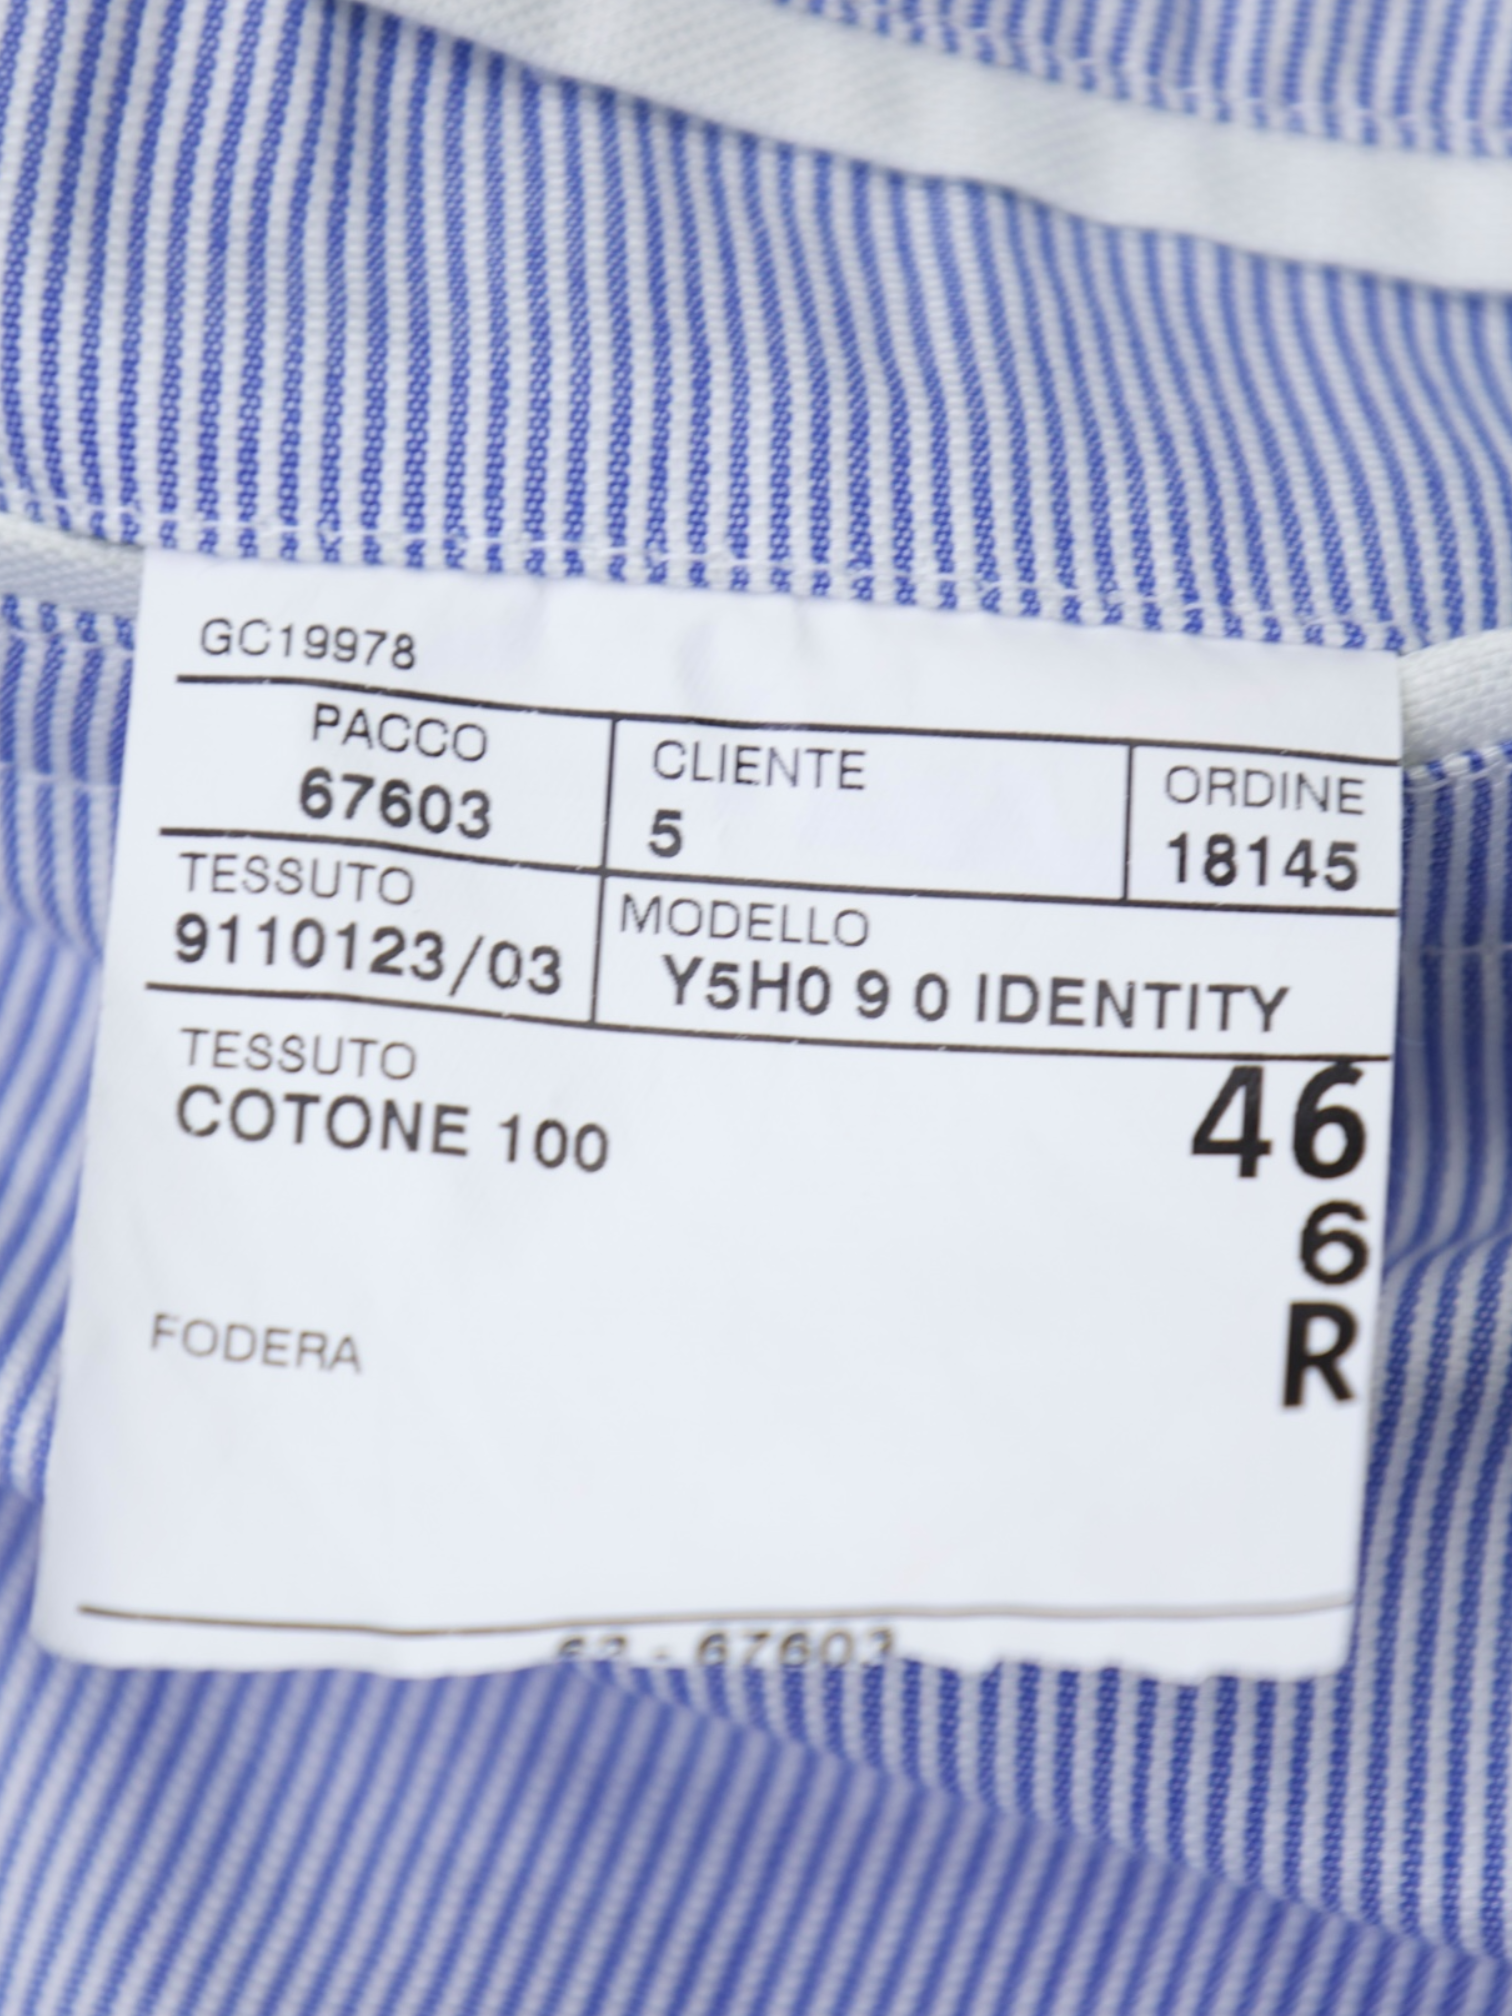 GC19978
PACCO
67603
CLIENTE
5
ORDINE
18145
TESSUTO
9110123/03
MODELLO
Y5H0 9 0 IDENTITY
TESSUTO
COTONE 100
46
6
R
FODERA
67603